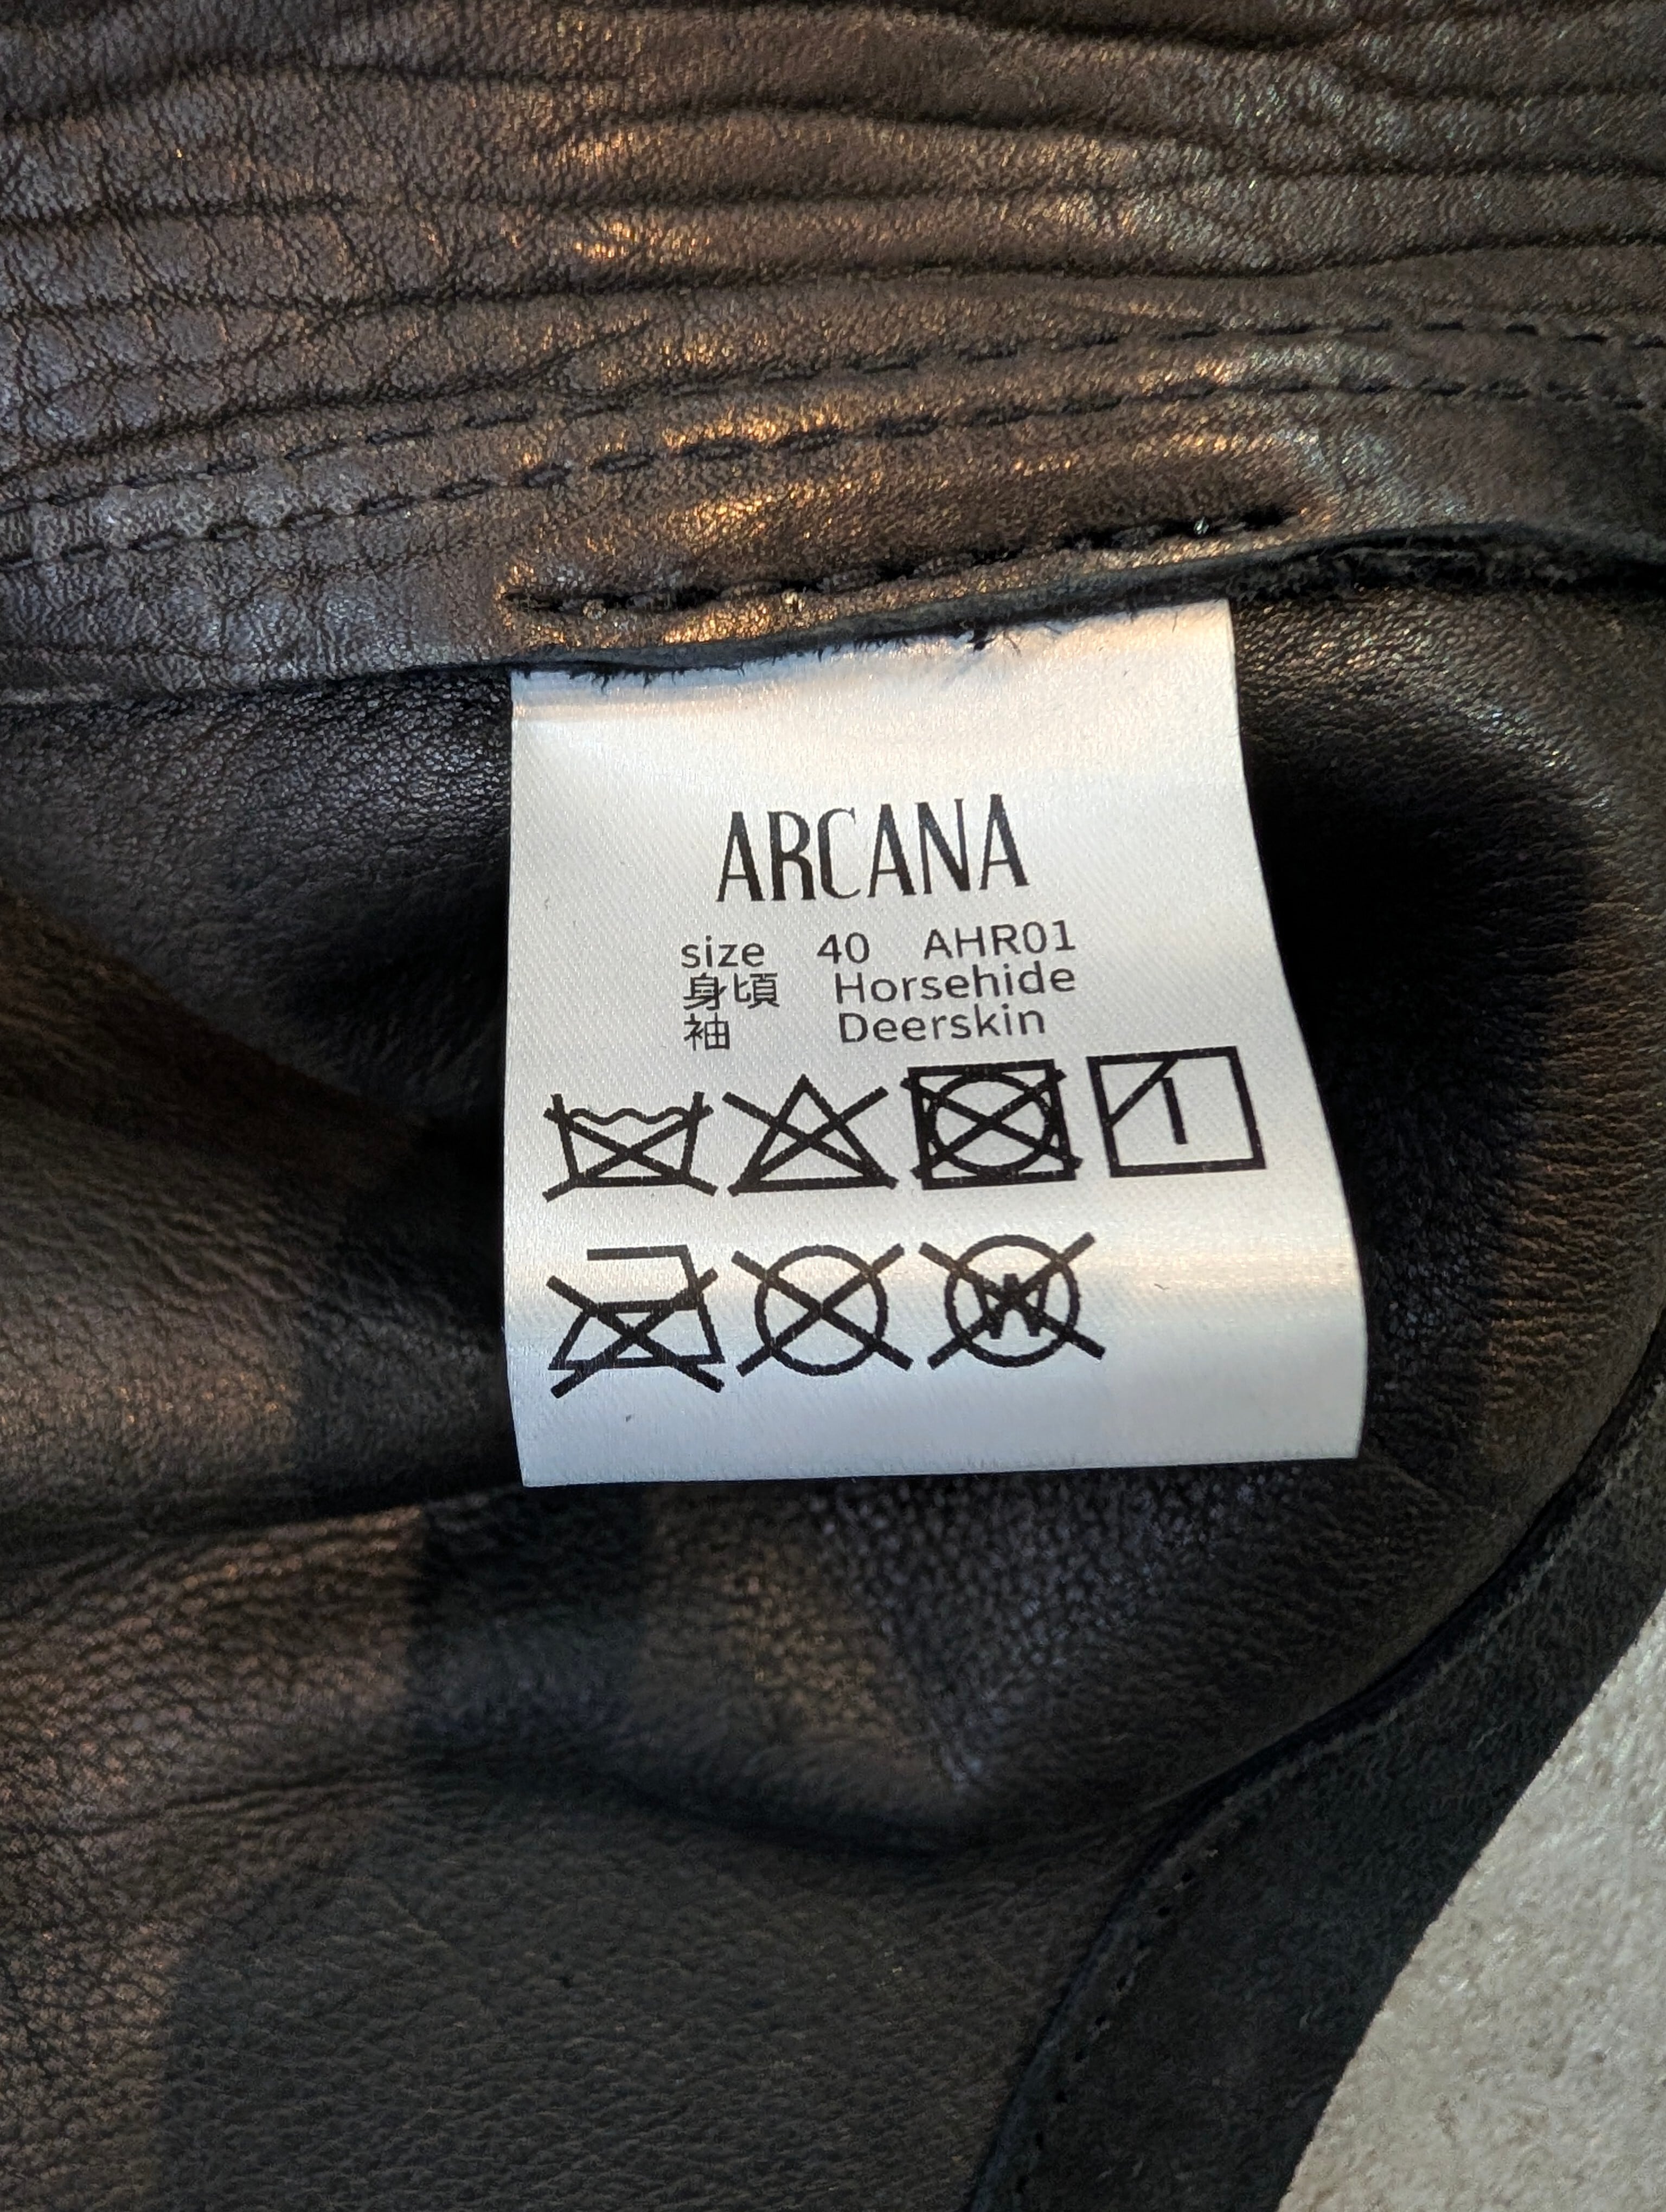 ARCANA
size 40 AHR01
身頃 Horsehide
袖 Deerskin
W